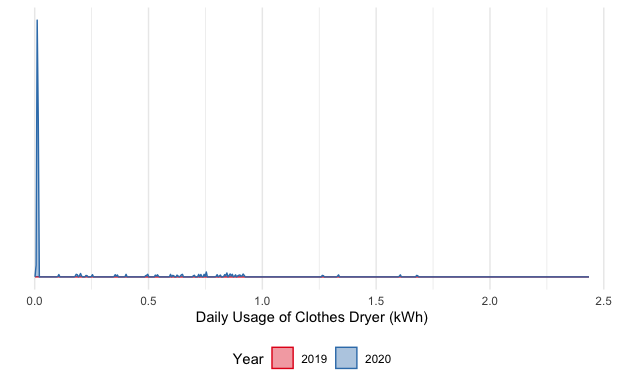 0.0 0.5 1.0 1.5 2.0 2.5
Daily Usage of Clothes Dryer (kWh)
Year 2019 2020